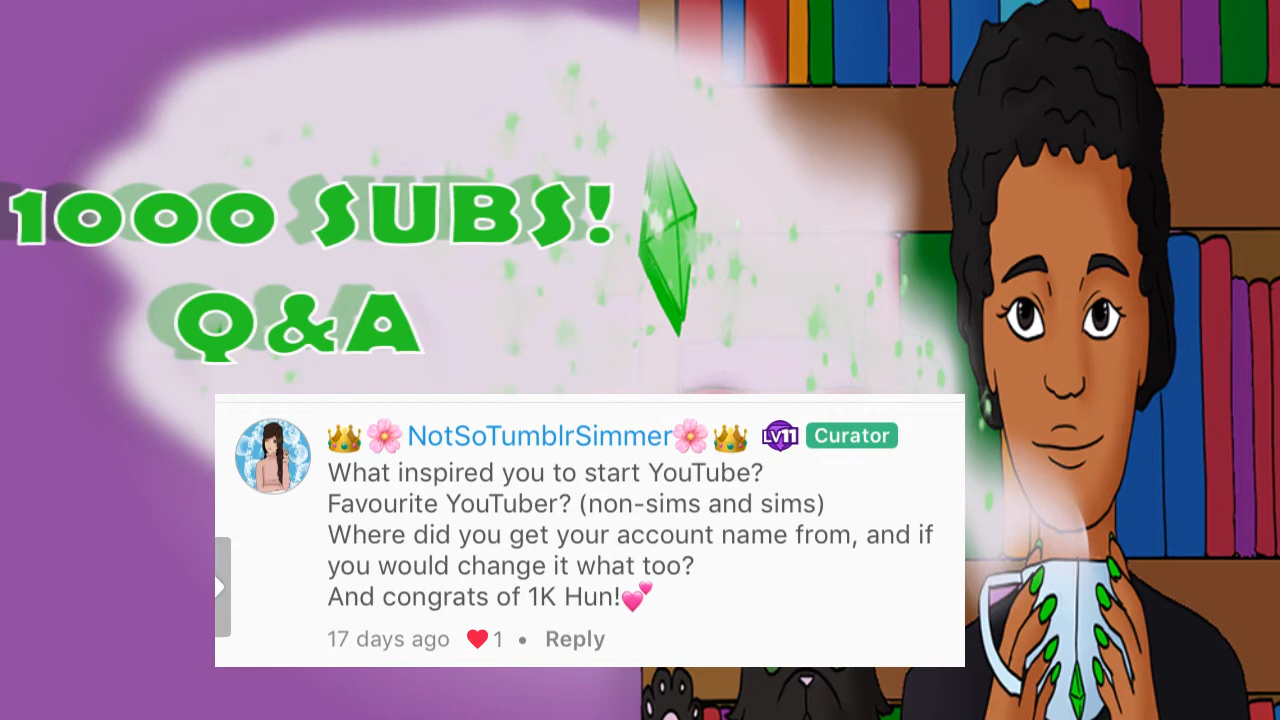 1000 SUBS!
Q&A
👑🌸NotSoTumblrSimmer🌸👑 LV11 Curator
What inspired you to start YouTube?
Favourite YouTuber? (non-sims and sims)
Where did you get your account name from, and if
you would change it what too?
And congrats of 1K Hun!💕
17 days ago ❤️ 1 • Reply